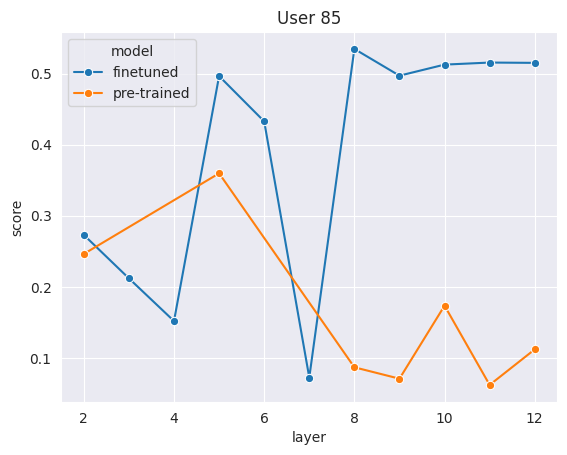 User 85
model
finetuned
pre-trained
score
0.5
0.4
0.3
0.2
0.1
2 4 6 8 10 12
layer